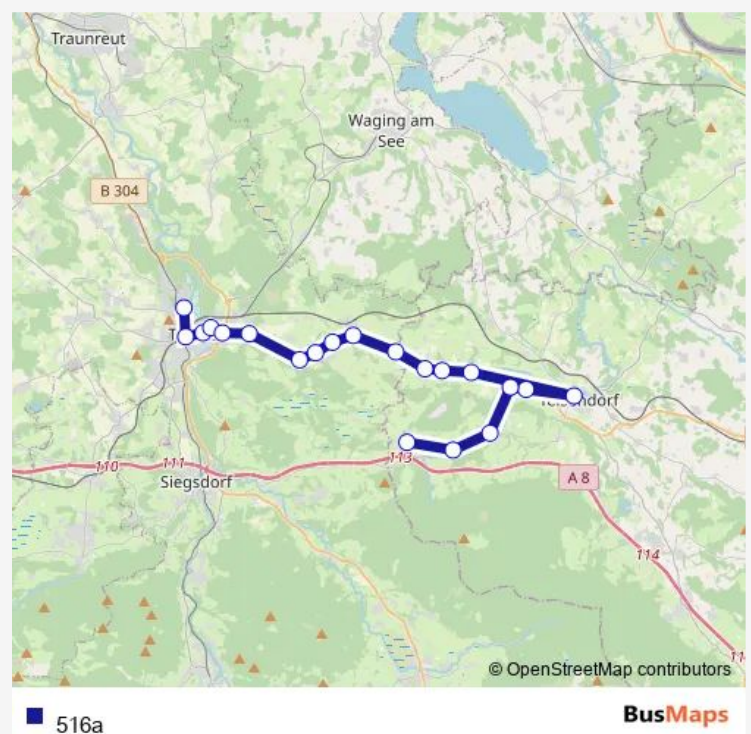 Traunreut
Waging am
See
B 304
110
111
113
Siegsdorf
A 8
114
© OpenStreetMap contributors
516a
BusMaps